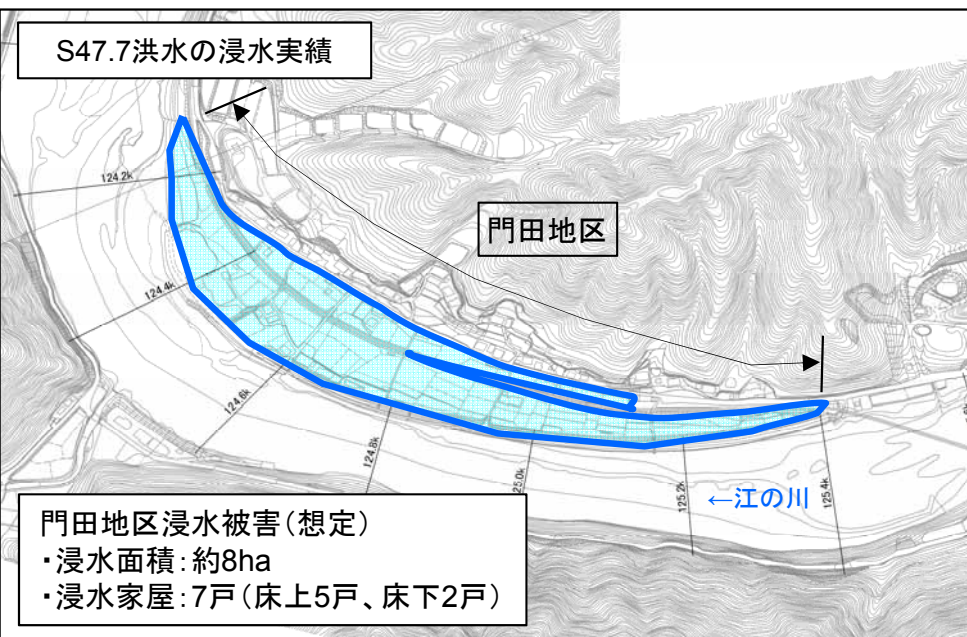 S47.7洪水の浸水実績
124.2k
門田地区
124.4k
124.6k
124.8k
25.0k
125.2k
←江の川
125.4k
門田地区浸水被害(想定)
・浸水面積:約8ha
・浸水家屋:7戸(床上5戸、床下2戸)